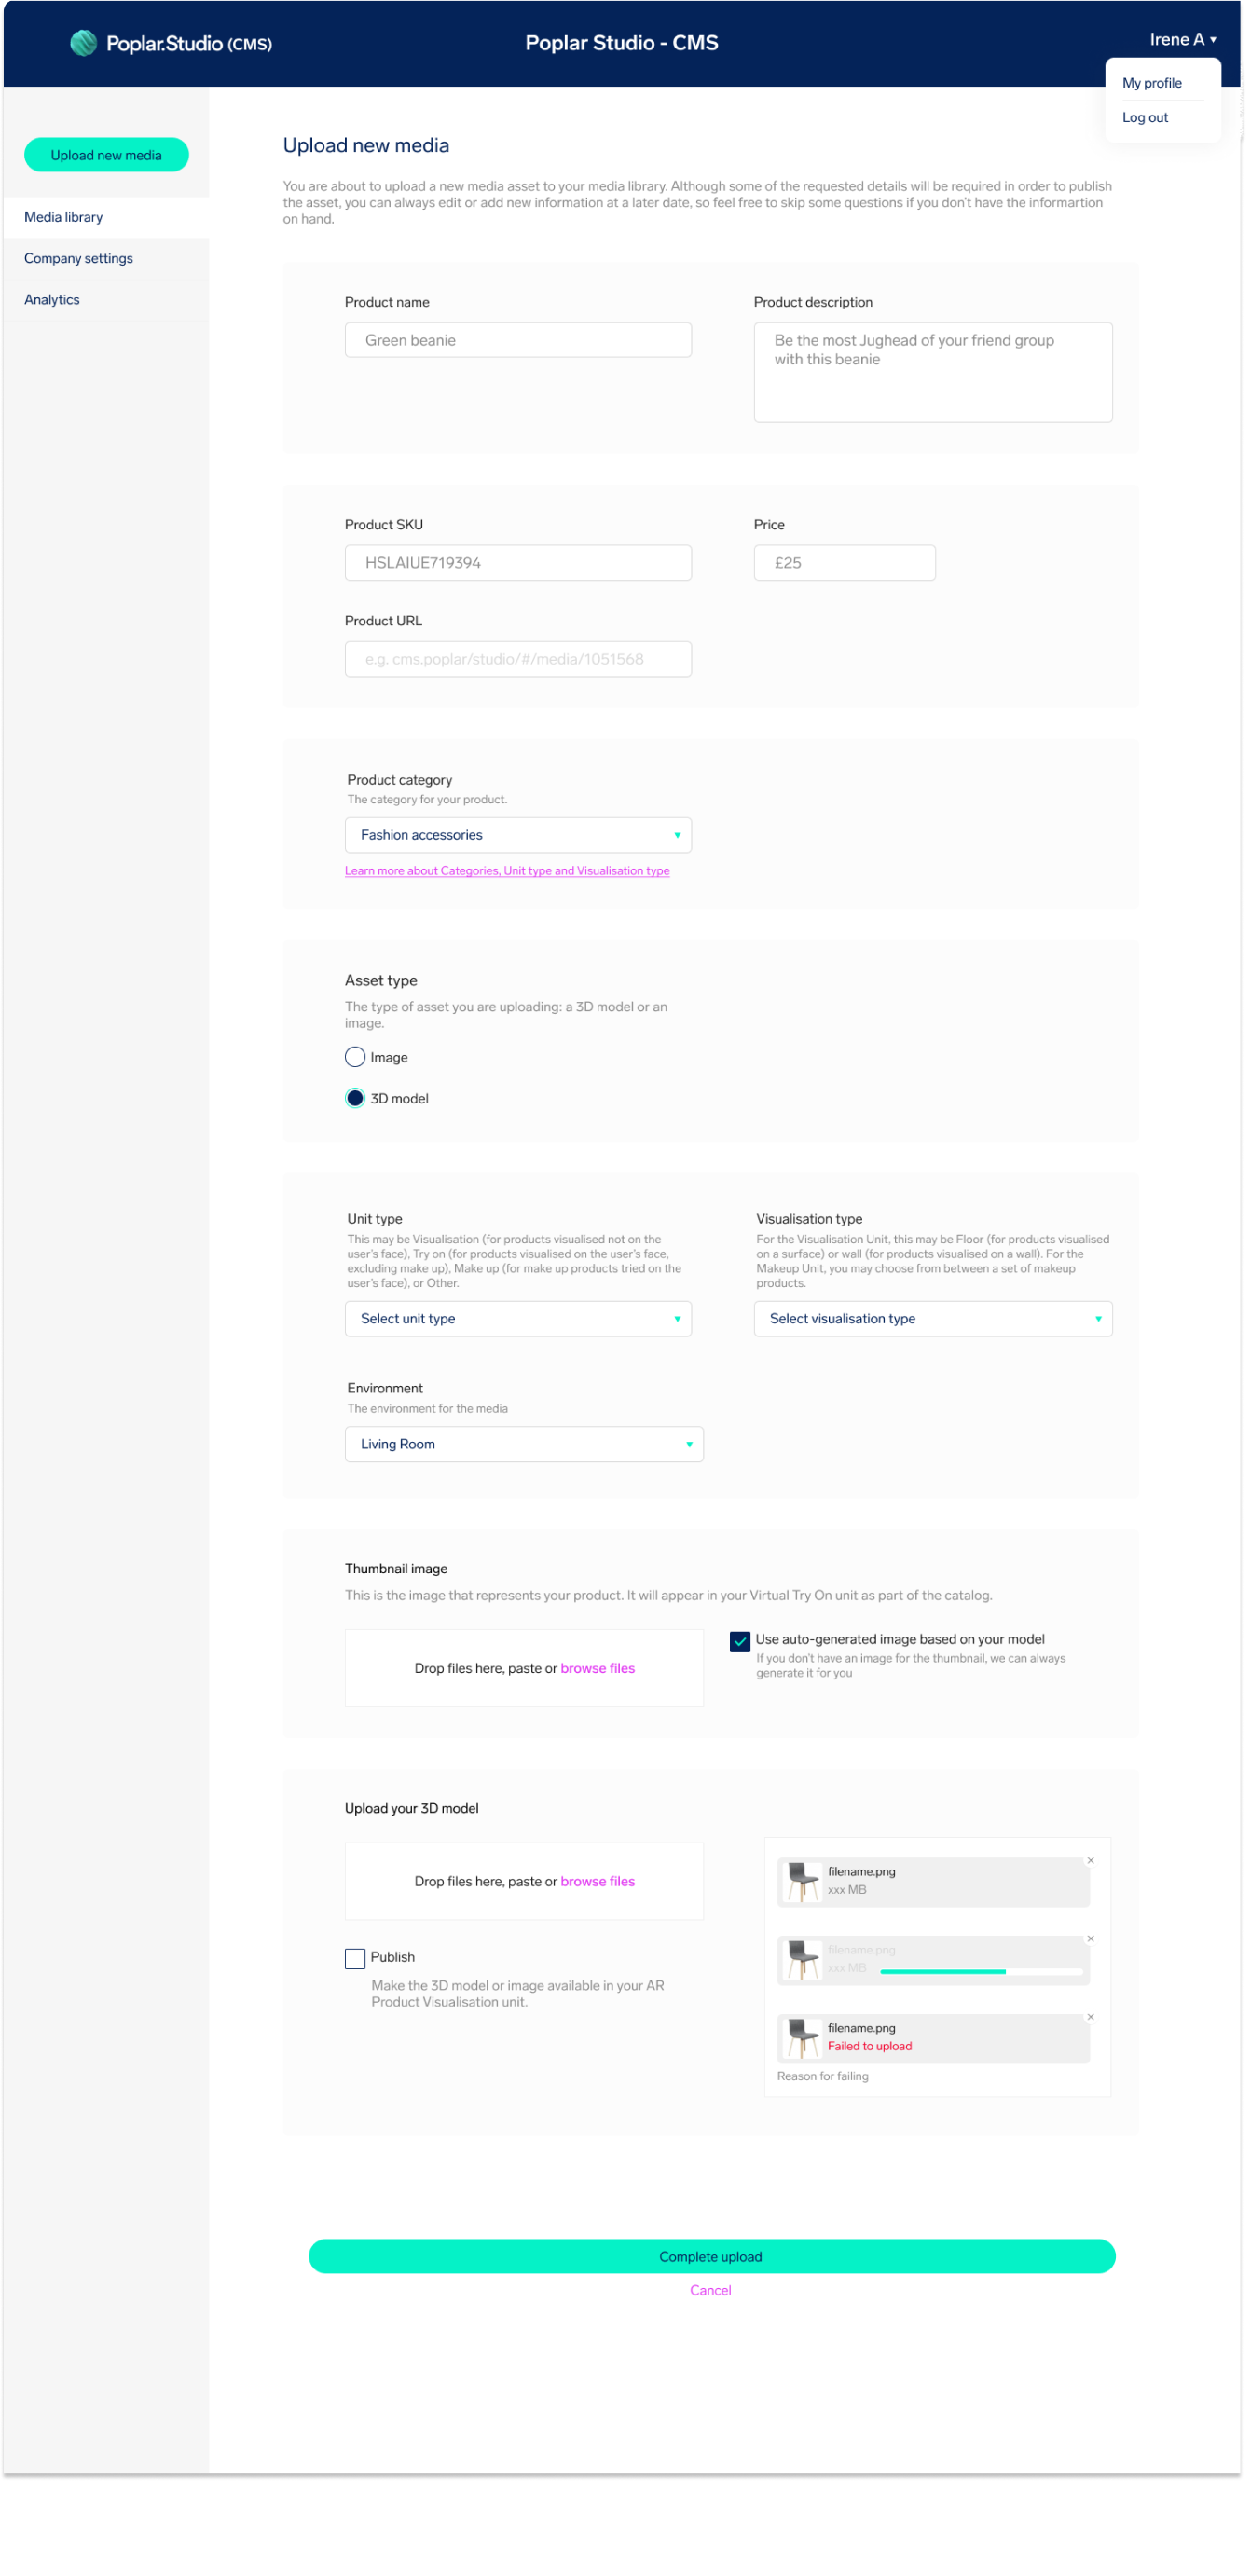 Poplar.Studio (CMS)
Poplar Studio - CMS
Irene A
My profile
Log out
Upload new media
Media library
Company settings
Analytics
Upload new media
You are about to upload a new media asset to your media library. Although some of the requested details will be required in order to publish
the asset, you can always edit or add new information at a later date, so feel free to skip some questions if you don't have the informartion
on hand.
Product name
Green beanie
Product description
Be the most Jughead of your friend group
with this beanie
Product SKU
HSLAIUE719394
Price
£25
Product URL
e.g. cms.poplar/studio/#/media/1051568
Product category
The category for your product.
Fashion accessories
Learn more about Categories, Unit type and Visualisation type
Asset type
The type of asset you are uploading: a 3D model or an
image.
Image
3D model
Unit type
This may be Visualisation (for products visualised not on the
user's face), Try on (for products visualised on the user's face,
excluding make up), Make up (for make up products tried on the
user's face), or Other.
Select unit type
Visualisation type
For the Visualisation Unit, this may be Floor (for products visualised
on a surface) or wall (for products visualised on a wall). For the
Makeup Unit, you may choose from between a set of makeup
products.
Select visualisation type
Environment
The environment for the media
Living Room
Thumbnail image
This is the image that represents your product. It will appear in your Virtual Try On unit as part of the catalog.
Drop files here, paste or browse files
Use auto-generated image based on your model
If you don't have an image for the thumbnail, we can always
generate it for you
Upload your 3D model
Drop files here, paste or browse files
Publish
Make the 3D model or image available in your AR
Product Visualisation unit.
filename.png
xxx MB
filename.png
xxx MB
filename.png
Failed to upload
Reason for failing
Complete upload
Cancel